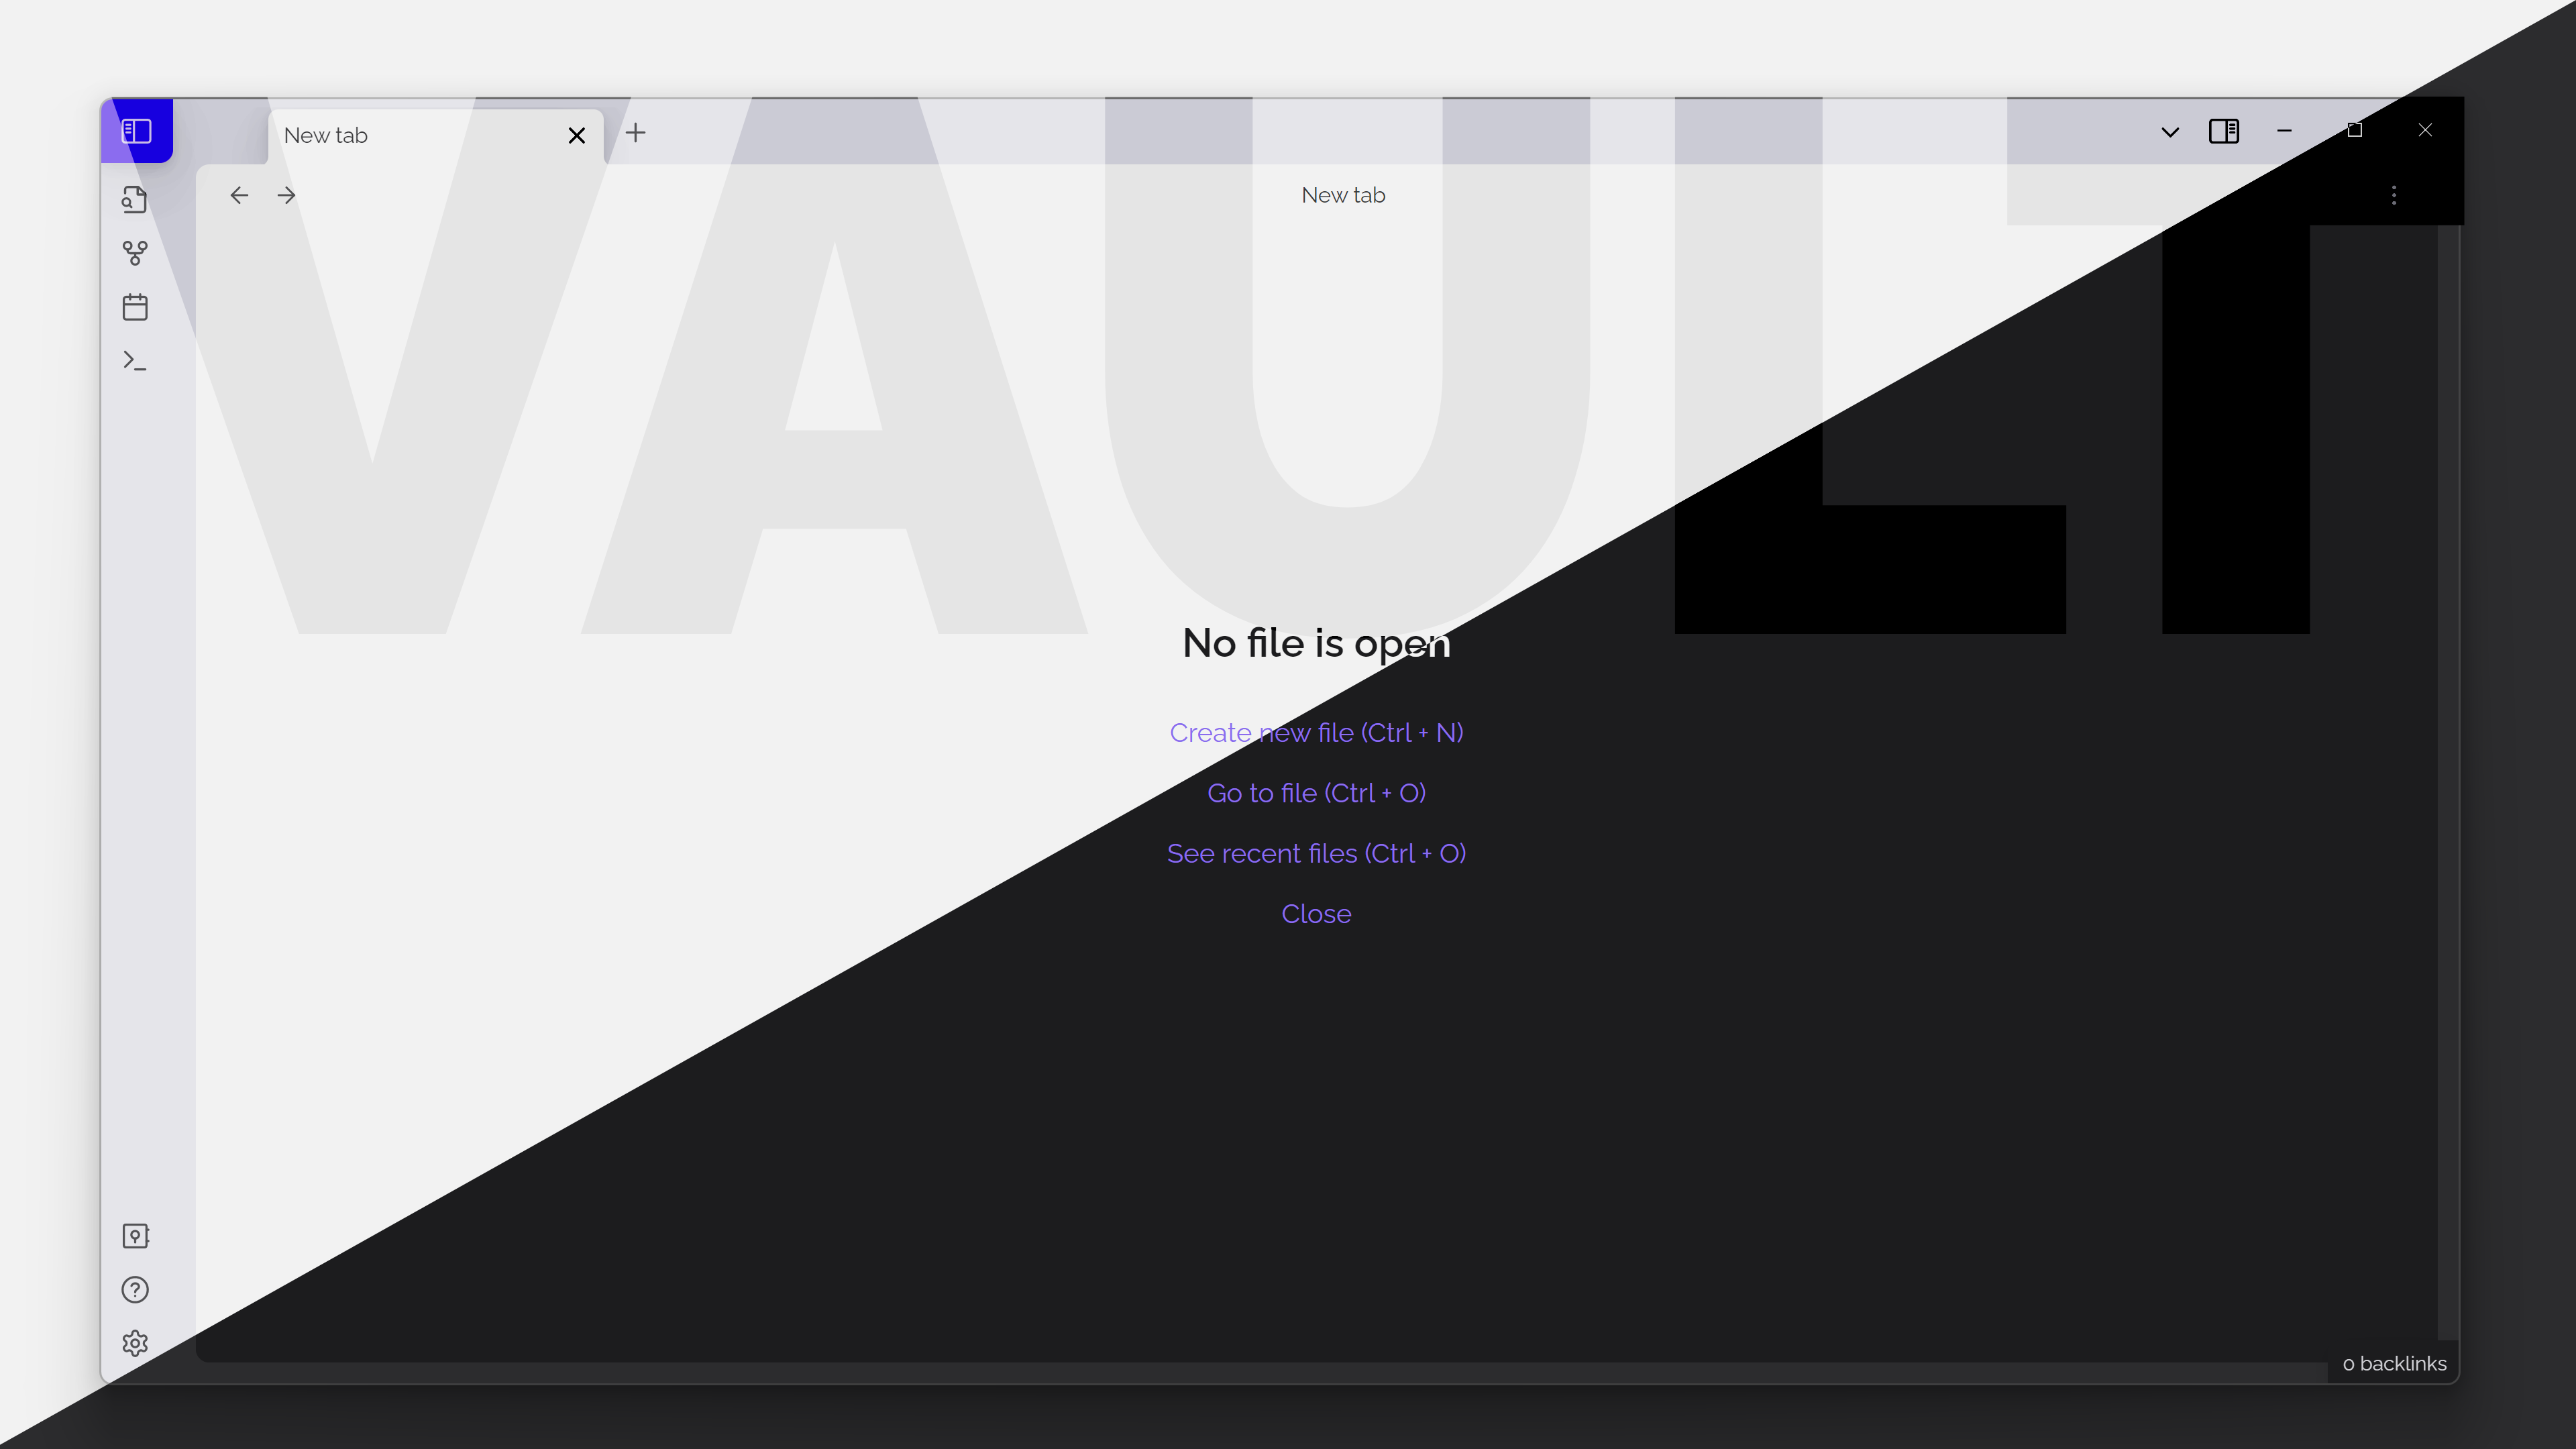 VAULT
New tab
New tab
No file is open
Create new file (Ctrl + N)
Go to file (Ctrl + O)
See recent files (Ctrl + O)
Close
0 backlinks